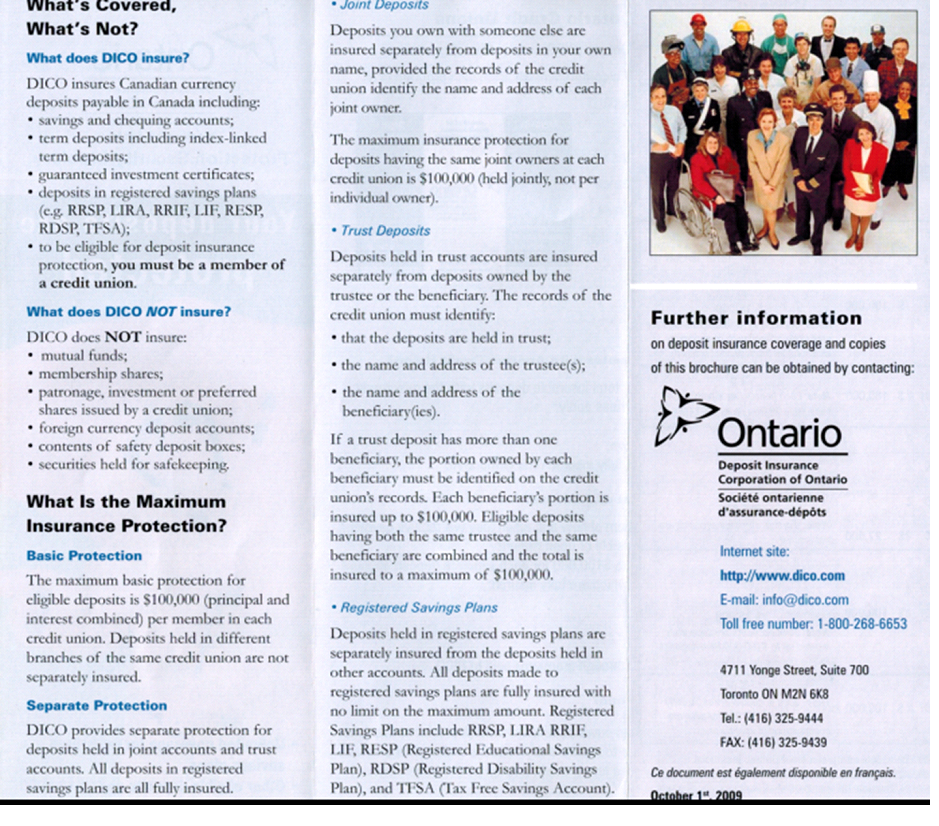 What's Covered,
What's Not?
What does DICO insure?
DICO insures Canadian currency
deposits payable in Canada including:
• savings and chequing accounts;
• term deposits including index-linked
term deposits;
• guaranteed investment certificates;
• deposits in registered savings plans
(e.g. RRSP, LIRA, RRIF, LIF, RESP,
RDSP, TFSA);
• to be eligible for deposit insurance
protection, you must be a member of
a credit union.
What does DICO NOT insure?
DICO does NOT insure:
• mutual funds;
• membership shares;
• patronage, investment or preferred
shares issued by a credit union;
• foreign currency deposit accounts;
• contents of safety deposit boxes;
• securities held for safekeeping.
What Is the Maximum
Insurance Protection?
Basic Protection
The maximum basic protection for
eligible deposits is $100,000 (principal and
interest combined) per member in each
credit union. Deposits held in different
branches of the same credit union are not
separately insured.
Separate Protection
DICO provides separate protection for
deposits held in joint accounts and trust
accounts. All deposits in registered
savings plans are all fully insured.
• Joint Deposits
Deposits you own with someone else are
insured separately from deposits in your own
name, provided the records of the credit
union identify the name and address of each
joint owner.
The maximum insurance protection for
deposits having the same joint owners at each
credit union is $100,000 (held jointly, not per
individual owner).
• Trust Deposits
Deposits held in trust accounts are insured
separately from deposits owned by the
trustee or the beneficiary. The records of the
credit union must identify:
• that the deposits are held in trust;
• the name and address of the trustee(s);
• the name and address of the
beneficiary(ies).
If a trust deposit has more than one
beneficiary, the portion owned by each
beneficiary must be identified on the credit
union's records. Each beneficiary's portion is
insured up to $100,000. Eligible deposits
having both the same trustee and the same
beneficiary are combined and the total is
insured to a maximum of $100,000.
• Registered Savings Plans
Deposits held in registered savings plans are
separately insured from the deposits held in
other accounts. All deposits made to
registered savings plans are fully insured with
no limit on the maximum amount. Registered
Savings Plans include RRSP, LIRA RRIF,
LIF, RESP (Registered Educational Savings
Plan), RDSP (Registered Disability Savings
Plan), and TFSA (Tax Free Savings Account).
Further information
on deposit insurance coverage and copies
of this brochure can be obtained by contacting:
Ontario
Deposit Insurance
Corporation of Ontario
Société ontarienne
d'assurance-dépôts
Internet site:
http://www.dico.com
E-mail: info@dico.com
Toll free number: 1-800-268-6653
4711 Yonge Street, Suite 700
Toronto ON M2N 6K8
Tel.: (416) 325-9444
FAX: (416) 325-9439
Ce document est également disponible en français.
October 1st, 2009